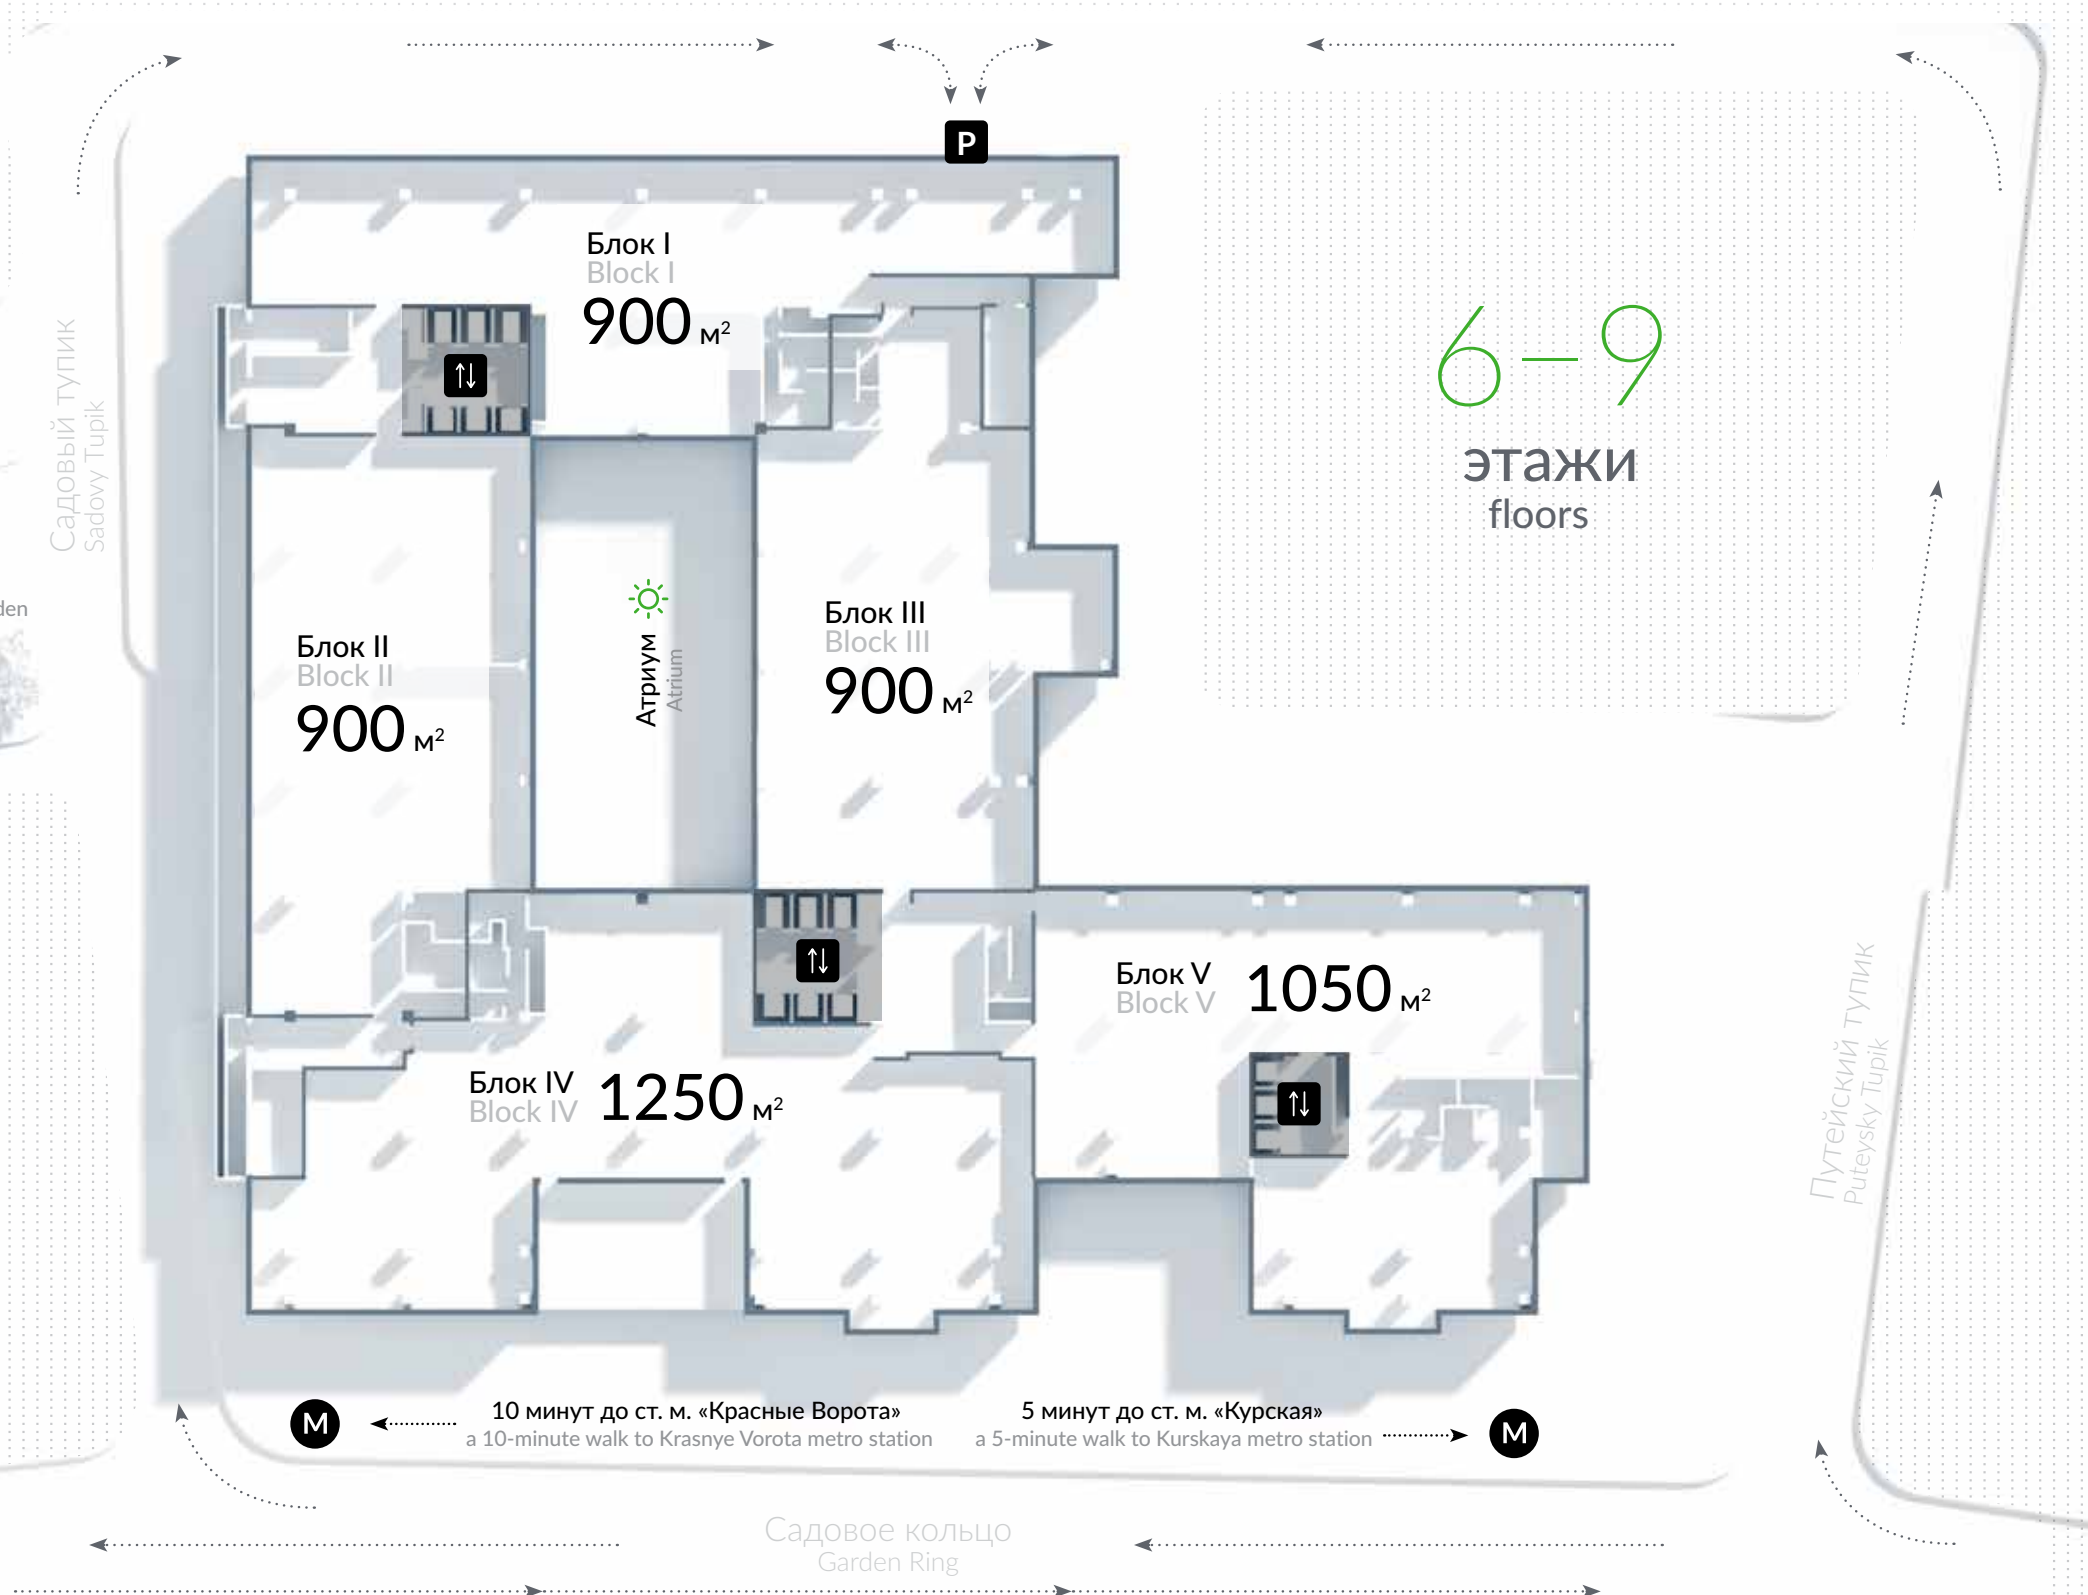 P
Блок I
Block I
900 м²
6–9
этажи
floors
Садовый тупик
Sadovy Tupik
den
Блок II
Block II
900 м²
Атриум
Atrium
Блок III
Block III
900 м²
Блок V
Block V
1050 м²
Блок IV
Block IV
1250 м²
Путейский тупик
Puteysky Tupik
M
10 минут до ст. м. «Красные Ворота»
a 10-minute walk to Krasnye Vorota metro station
5 минут до ст. м. «Курская»
a 5-minute walk to Kurskaya metro station
M
Садовое кольцо
Garden Ring